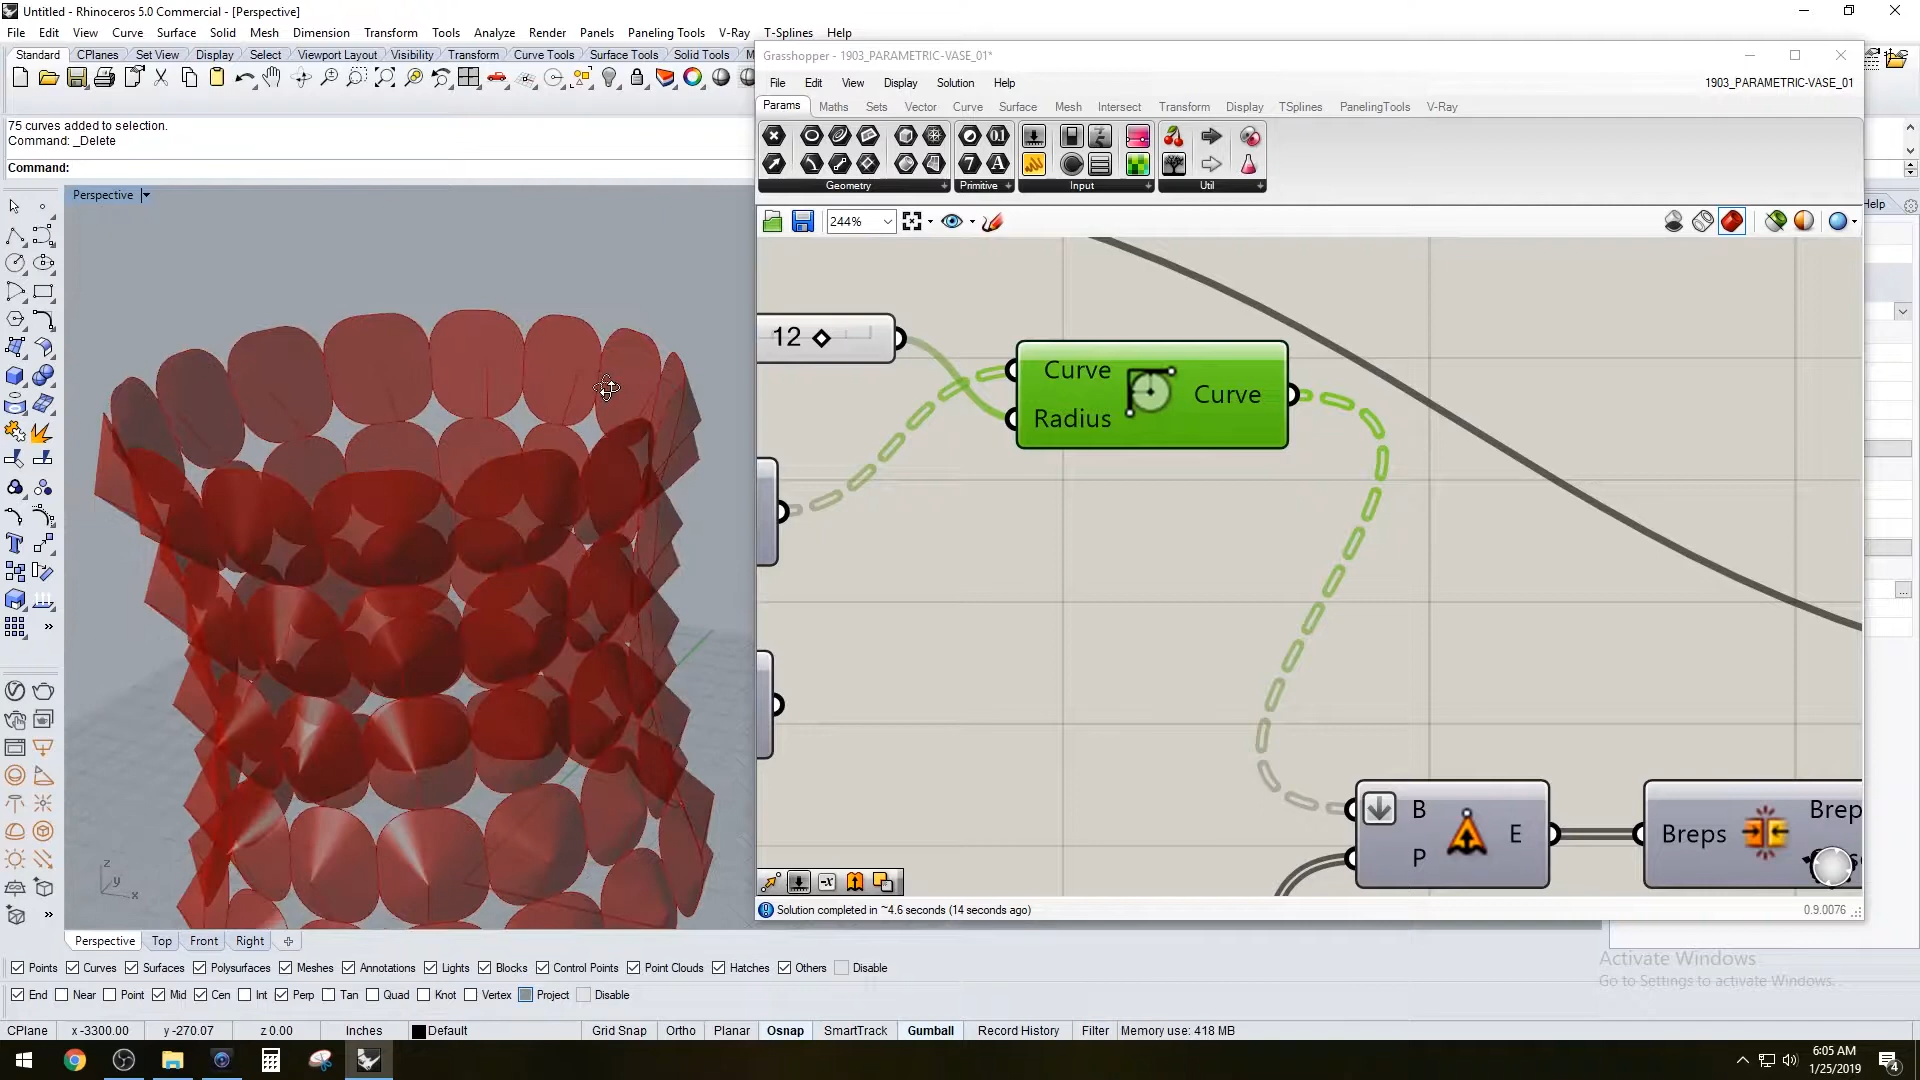 Untitled - Rhinoceros 5.0 Commercial - [Perspective]
File Edit View Curve Surface Solid Mesh Dimension Transform Tools Analyze Render Panels Paneling Tools V-Ray T-Splines Help
Standard CPlanes Set View Display Select Viewport Layout Visibility Transform Curve Tools Surface Tools Solid Tools M
75 curves added to selection.
Command: _Delete
Command:
Perspective
Grasshopper - 1903_PARAMETRIC-VASE_01*
File Edit View Display Solution Help
1903_PARAMETRIC-VASE_01
Params Maths Sets Vector Curve Surface Mesh Intersect Transform Display TSplines PanelingTools V-Ray
Geometry Primitive Input Util
244%
Help
12
Curve
Radius
Curve
B
P
E
Breps
Brep
Solution completed in ~4.6 seconds (14 seconds ago)
0.9.0076
z
y
x
Perspective Top Front Right
Points Curves Surfaces Polysurfaces Meshes Annotations Lights Blocks Control Points Point Clouds Hatches Others Disable
End Near Point Mid Cen Int Perp Tan Quad Knot Vertex Project Disable
Activate Windows
Go to Settings to activate Windows.
CPlane x -3300.00 y -270.07 z 0.00 Inches Default Grid Snap Ortho Planar Osnap SmartTrack Gumball Record History Filter Memory use: 418 MB
6:05 AM
1/25/2019
4